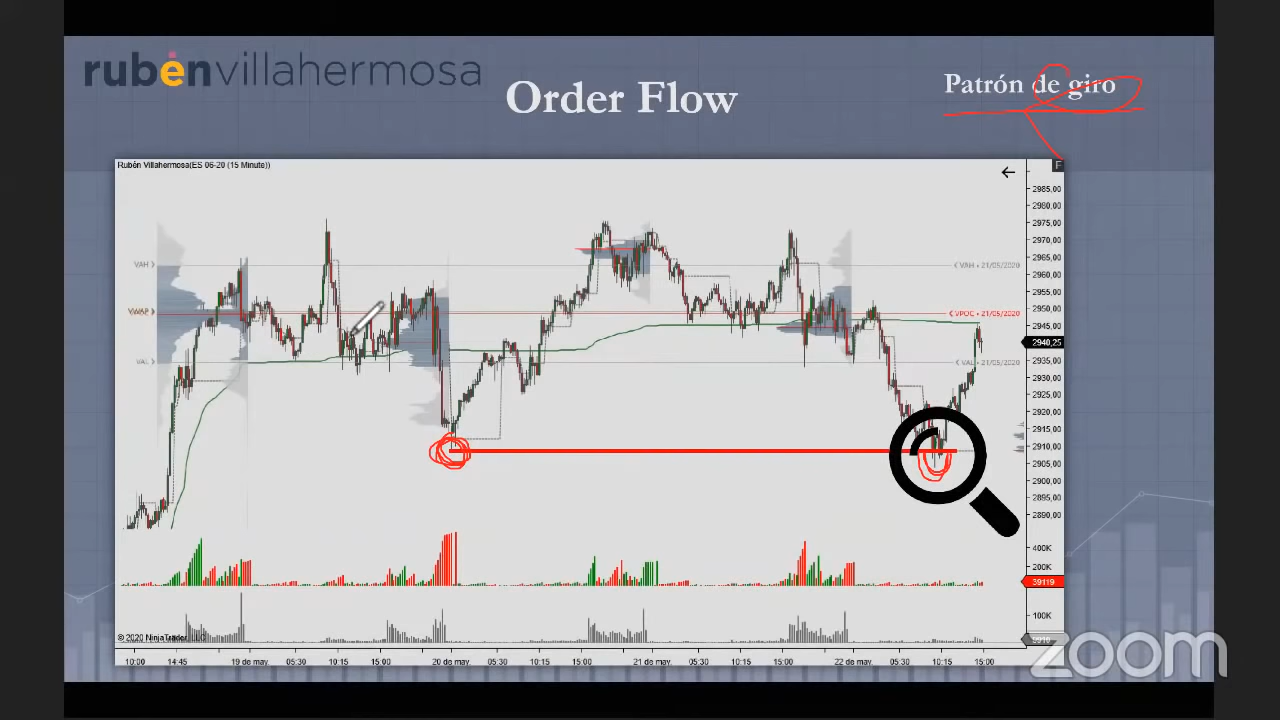 rubénvillahermosa
Order Flow
Patrón de giro
Rubén Villahermosa(ES 06-20 (15 Minute))
F
2985,00
2980,00
2975,00
2970,00
VAH
VAH • 21/05/2020
2965,00
2960,00
2955,00
2950,00
VPOC • 21/05/2020
2945,00
2940,25
VAL
VAL • 21/05/2020
2935,00
2930,00
2925,00
2920,00
2915,00
2910,00
2905,00
2900,00
2895,00
2890,00
400K
200K
39119
100K
© 2020 NinjaTrader, LLC
zoom
10:00 14:45 19 de may. 05:30 10:15 15:00 20 de may. 05:30 10:15 15:00 21 de may. 05:30 10:15 15:00 22 de may. 05:30 10:15 15:00